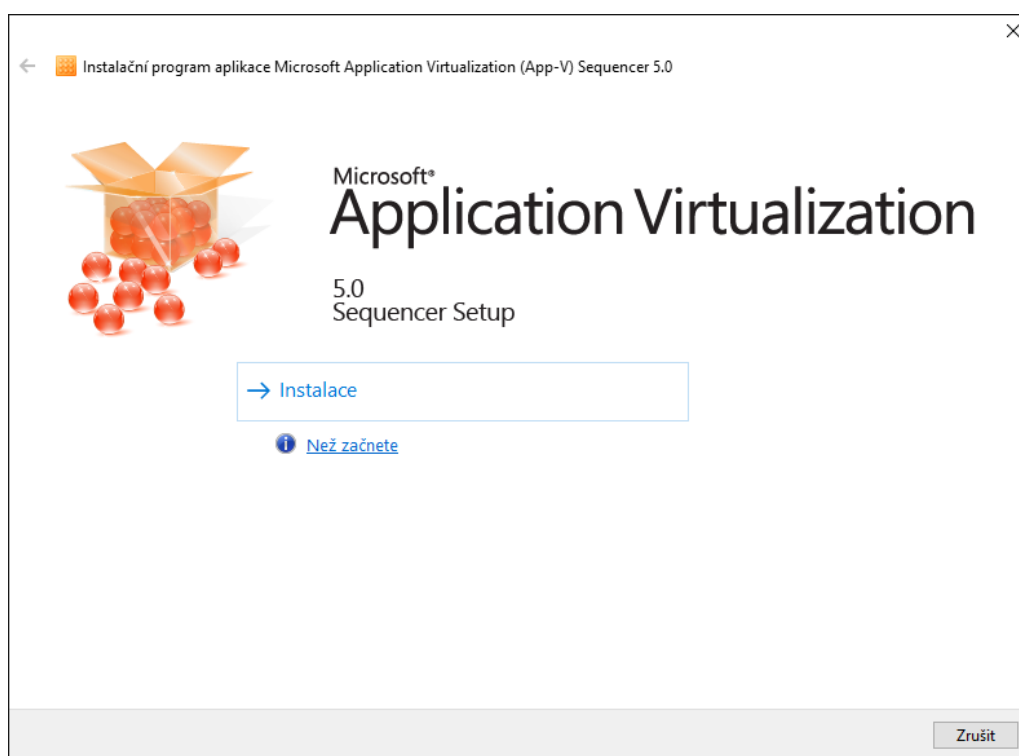 Instalační program aplikace Microsoft Application Virtualization (App-V) Sequencer 5.0
Microsoft®
Application Virtualization
5.0
Sequencer Setup
Instalace
Než začnete
Zrušit